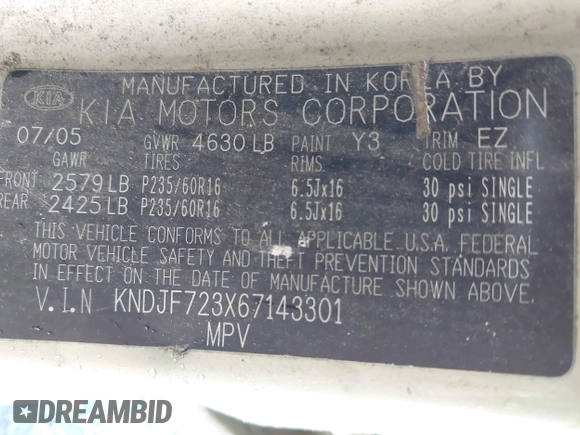 MANUFACTURED IN KOREA BY
KIA KIA MOTORS CORPORATION
07/05 GVWR 4630 LB PAINT Y3 TRIM EZ
GAWR TIRES RIMS COLD TIRE INFL
FRONT 2579 LB P235/60R16 6.5Jx16 30 psi SINGLE
REAR 2425 LB P235/60R16 6.5Jx16 30 psi SINGLE
THIS VEHICLE CONFORMS TO ALL APPLICABLE U.S.A. FEDERAL
MOTOR VEHICLE SAFETY AND THEFT PREVENTION STANDARDS
IN EFFECT ON THE DATE OF MANUFACTURE SHOWN ABOVE.
V.I.N KNDJF723X67143301
MPV
DREAMBID